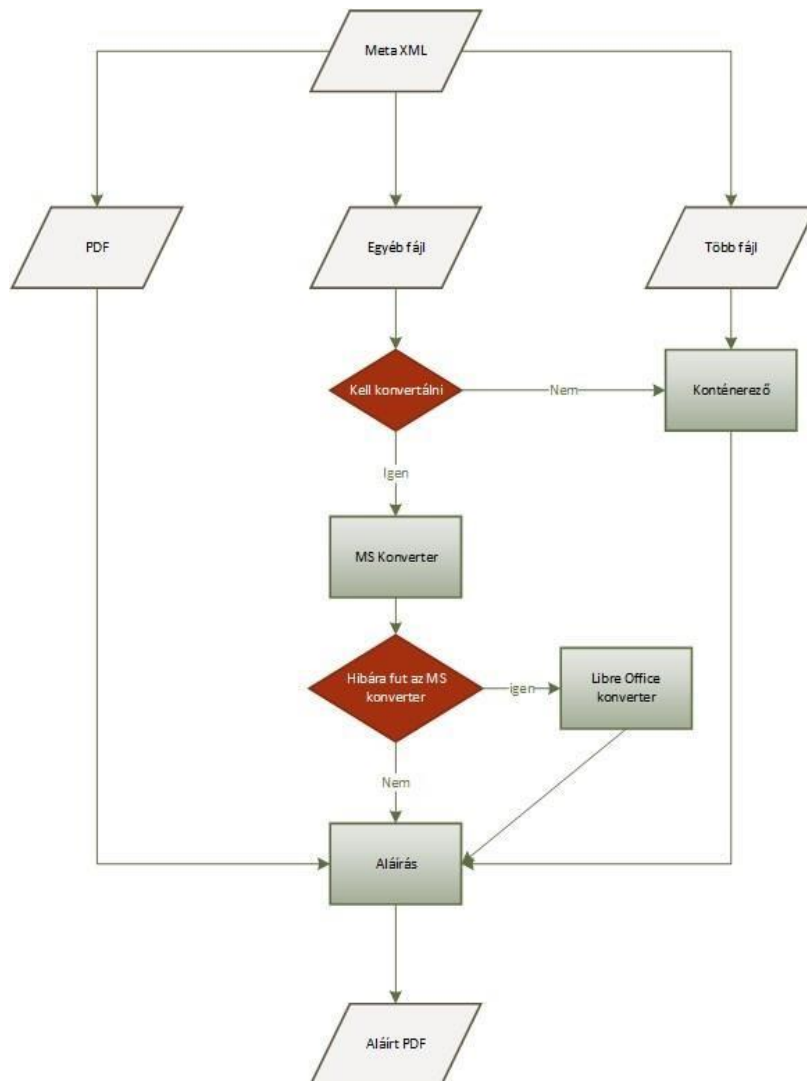 Meta XML
PDF
Egyéb fájl
Több fájl
Kell konvertálni
Nem
Konténerező
Igen
MS Konverter
Hibára fut az MS
konverter
igen
Libre Office
konverter
Nem
Aláírás
Aláírt PDF